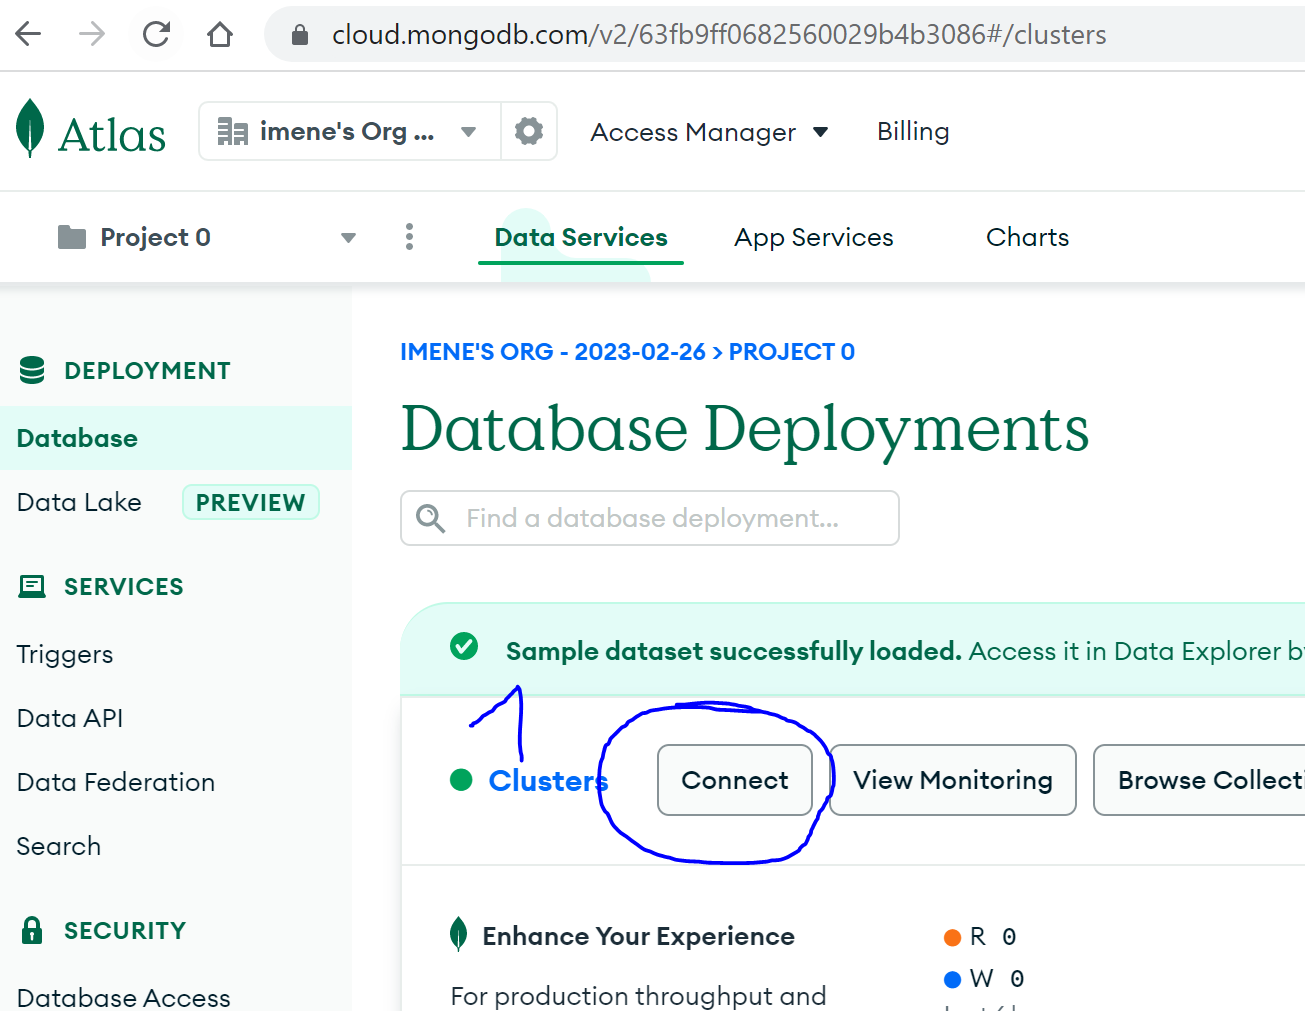 cloud.mongodb.com/v2/63fb9ff0682560029b4b3086#/clusters
Atlas
imene's Org ...
Access Manager
Billing
Project 0
Data Services
App Services
Charts
DEPLOYMENT
Database
Data Lake PREVIEW
SERVICES
Triggers
Data API
Data Federation
Search
SECURITY
Database Access
IMENE'S ORG - 2023-02-26 > PROJECT 0
Database Deployments
Find a database deployment...
Sample dataset successfully loaded. Access it in Data Explorer b
1
Clusters
Connect
View Monitoring
Browse Collecti
Enhance Your Experience
For production throughput and
R 0
W 0